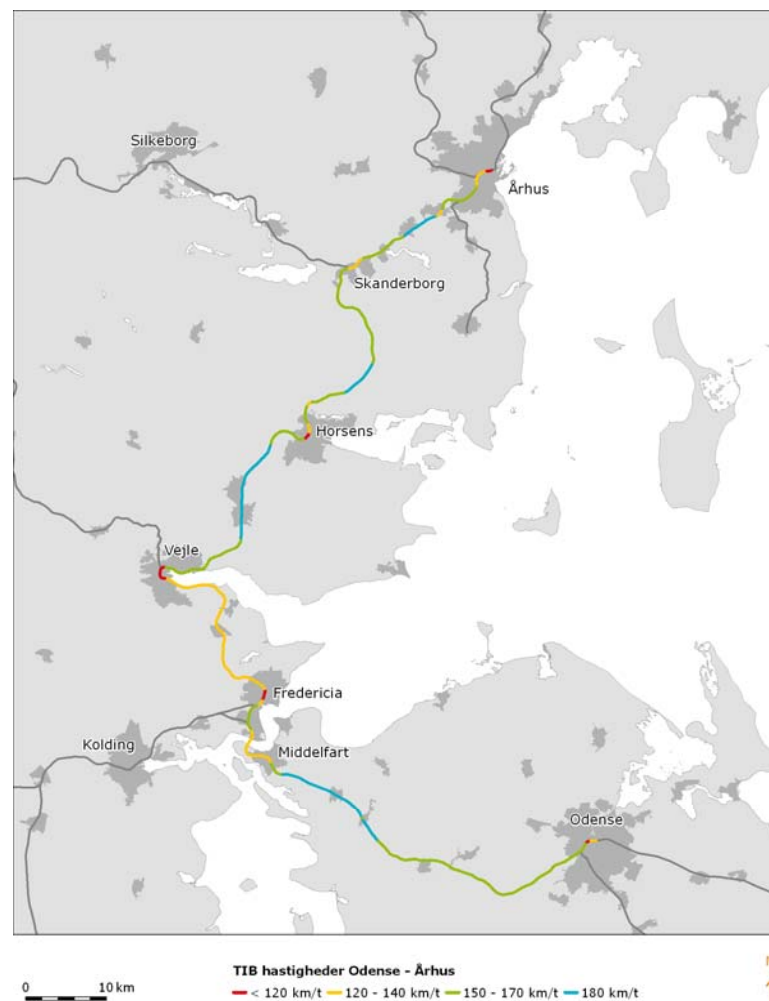 Silkeborg
Århus
Skanderborg
Horsens
Vejle
Fredericia
Kolding
Middelfart
Odense
0 10 km
TIB hastigheder Odense - Århus
< 120 km/t 120 - 140 km/t 150 - 170 km/t 180 km/t